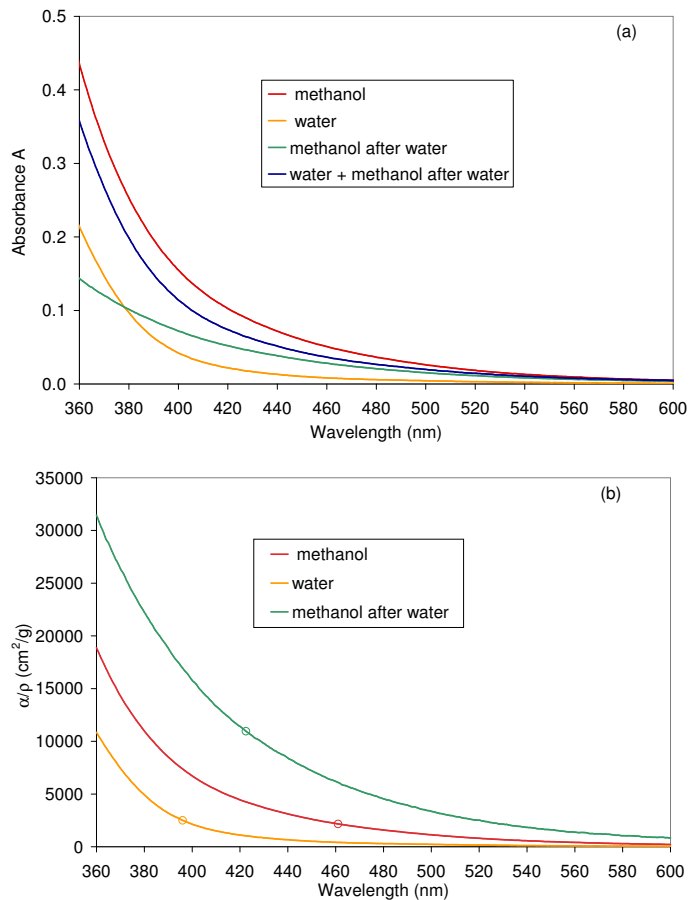 (a)
0.5
0.4
0.3
0.2
0.1
0.0
Absorbance A
methanol
water
methanol after water
water + methanol after water
360 380 400 420 440 460 480 500 520 540 560 580 600
Wavelength (nm)
(b)
35000
30000
25000
20000
15000
10000
5000
0
α/ρ (cm²/g)
methanol
water
methanol after water
360 380 400 420 440 460 480 500 520 540 560 580 600
Wavelength (nm)